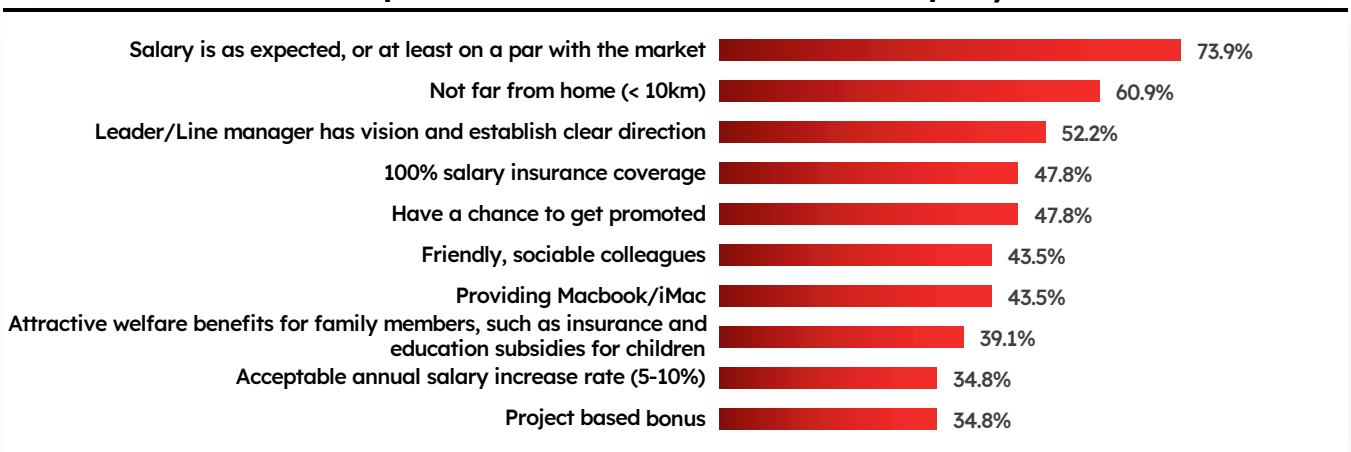 Salary is as expected, or at least on a par with the market 73.9%
Not far from home (< 10km) 60.9%
Leader/Line manager has vision and establish clear direction 52.2%
100% salary insurance coverage 47.8%
Have a chance to get promoted 47.8%
Friendly, sociable colleagues 43.5%
Providing Macbook/iMac 43.5%
Attractive welfare benefits for family members, such as insurance and
education subsidies for children 39.1%
Acceptable annual salary increase rate (5-10%) 34.8%
Project based bonus 34.8%